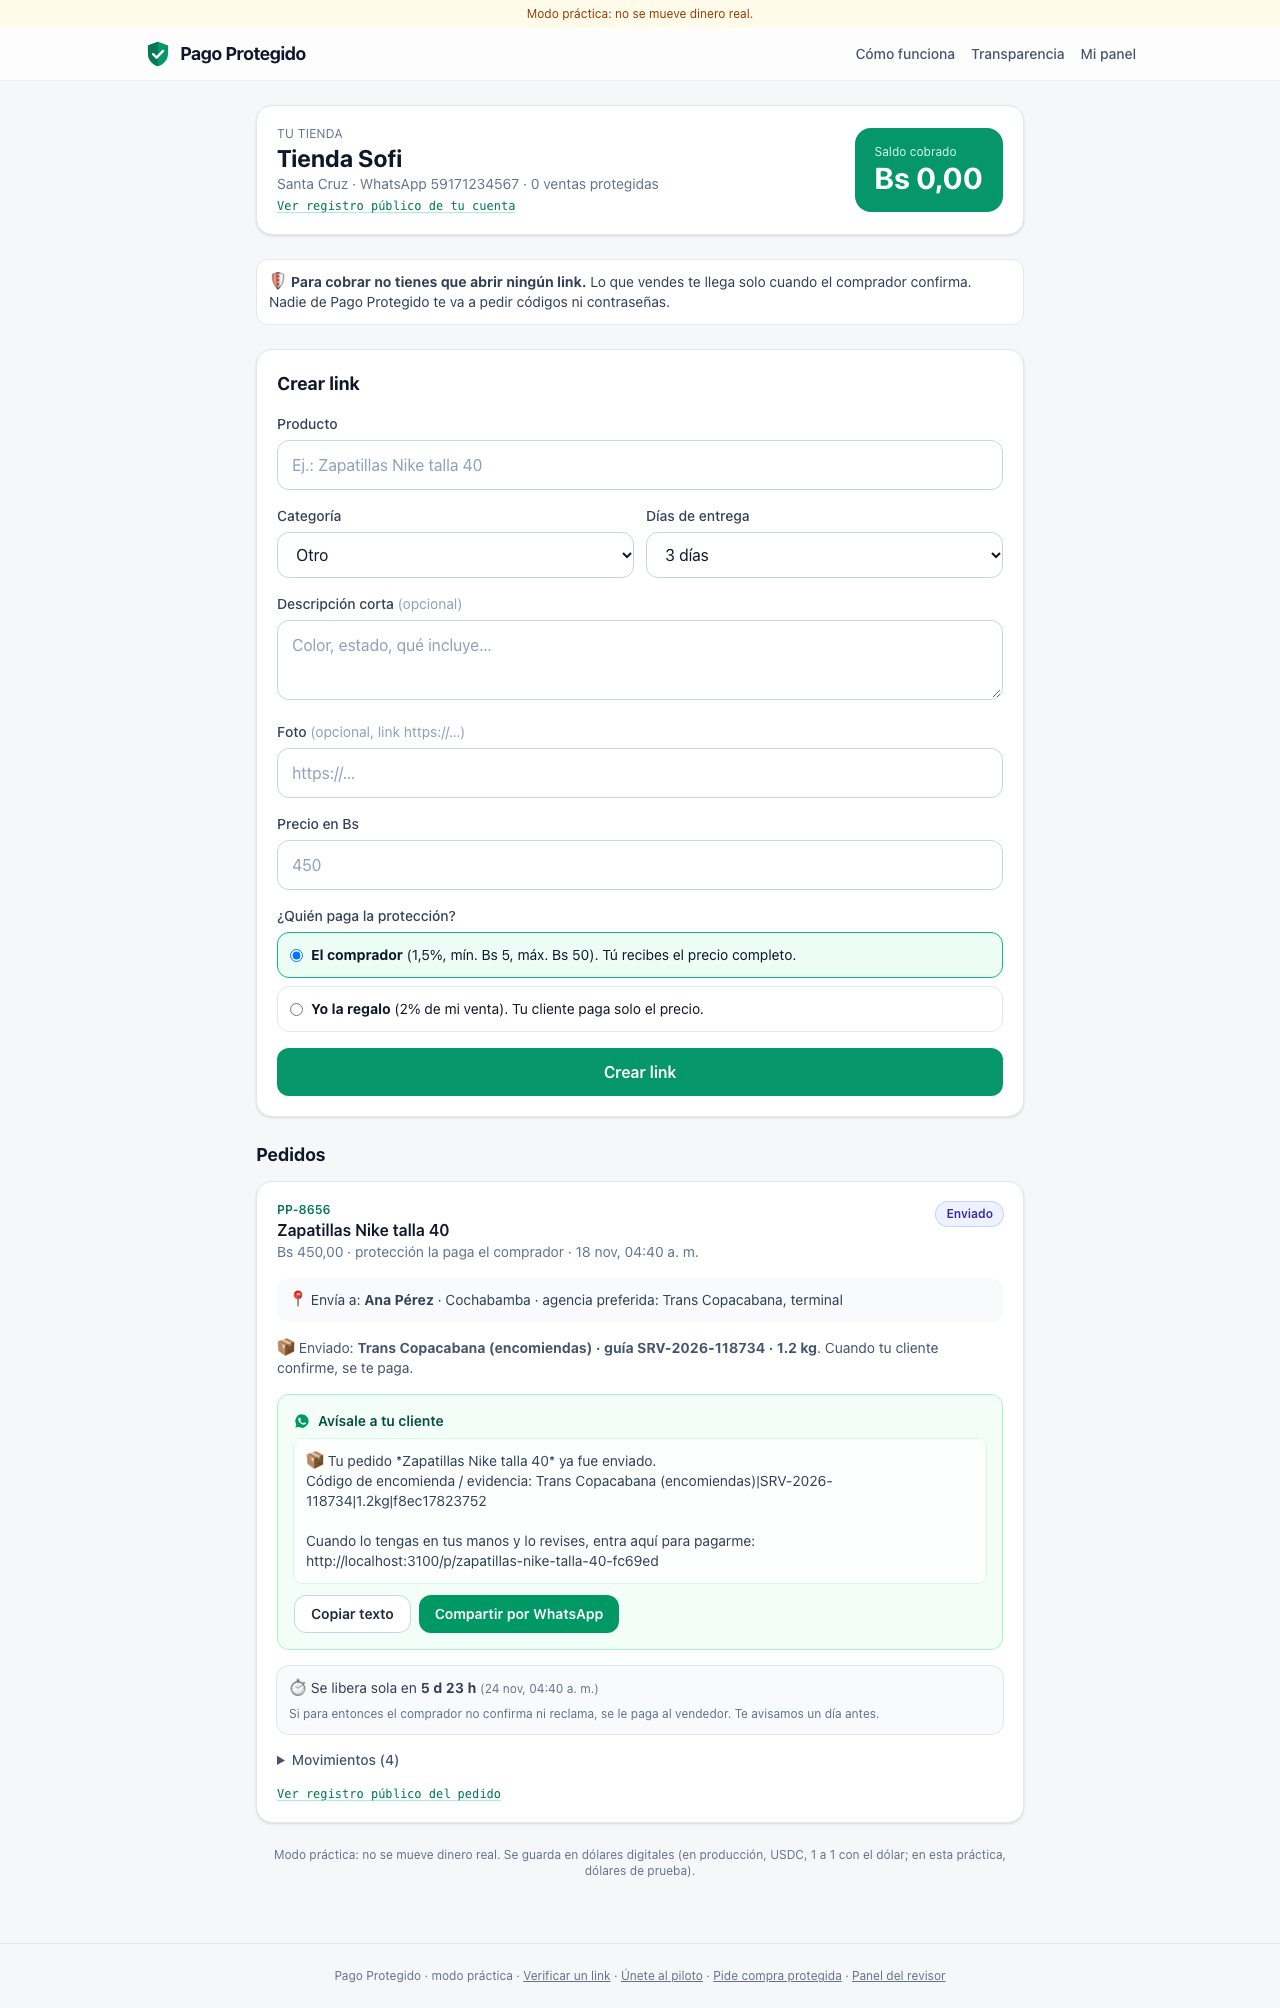 Modo práctica: no se mueve dinero real.
Pago Protegido
Cómo funciona Transparencia Mi panel
TU TIENDA
Tienda Sofi
Santa Cruz · WhatsApp 59171234567 · 0 ventas protegidas
Ver registro público de tu cuenta
Saldo cobrado
Bs 0,00
Para cobrar no tienes que abrir ningún link. Lo que vendes te llega solo cuando el comprador confirma.
Nadie de Pago Protegido te va a pedir códigos ni contraseñas.
Crear link
Producto
Ej.: Zapatillas Nike talla 40
Categoría
Otro
Días de entrega
3 días
Descripción corta (opcional)
Color, estado, qué incluye...
Foto (opcional, link https://...)
https://...
Precio en Bs
450
¿Quién paga la protección?
El comprador (1,5%, mín. Bs 5, máx. Bs 50). Tú recibes el precio completo.
Yo la regalo (2% de mi venta). Tu cliente paga solo el precio.
Crear link
Pedidos
PP-8656
Zapatillas Nike talla 40
Bs 450,00 · protección la paga el comprador · 18 nov, 04:40 a. m.
Enviado
📍 Envía a: Ana Pérez · Cochabamba · agencia preferida: Trans Copacabana, terminal
📦 Enviado: Trans Copacabana (encomiendas) · guía SRV-2026-118734 · 1.2 kg. Cuando tu cliente
confirme, se te paga.
Avísale a tu cliente
📦 Tu pedido *Zapatillas Nike talla 40* ya fue enviado.
Código de encomienda / evidencia: Trans Copacabana (encomiendas)|SRV-2026-
118734|1.2kg|f8ec17823752
Cuando lo tengas en tus manos y lo revises, entra aquí para pagarme:
http://localhost:3100/p/zapatillas-nike-talla-40-fc69ed
Copiar texto
Compartir por WhatsApp
⏱️ Se libera sola en 5 d 23 h (24 nov, 04:40 a. m.)
Si para entonces el comprador no confirma ni reclama, se le paga al vendedor. Te avisamos un día antes.
▶ Movimientos (4)
Ver registro público del pedido
Modo práctica: no se mueve dinero real. Se guarda en dólares digitales (en producción, USDC, 1 a 1 con el dólar; en esta práctica,
dólares de prueba).
Pago Protegido · modo práctica · Verificar un link · Únete al piloto · Pide compra protegida · Panel del revisor